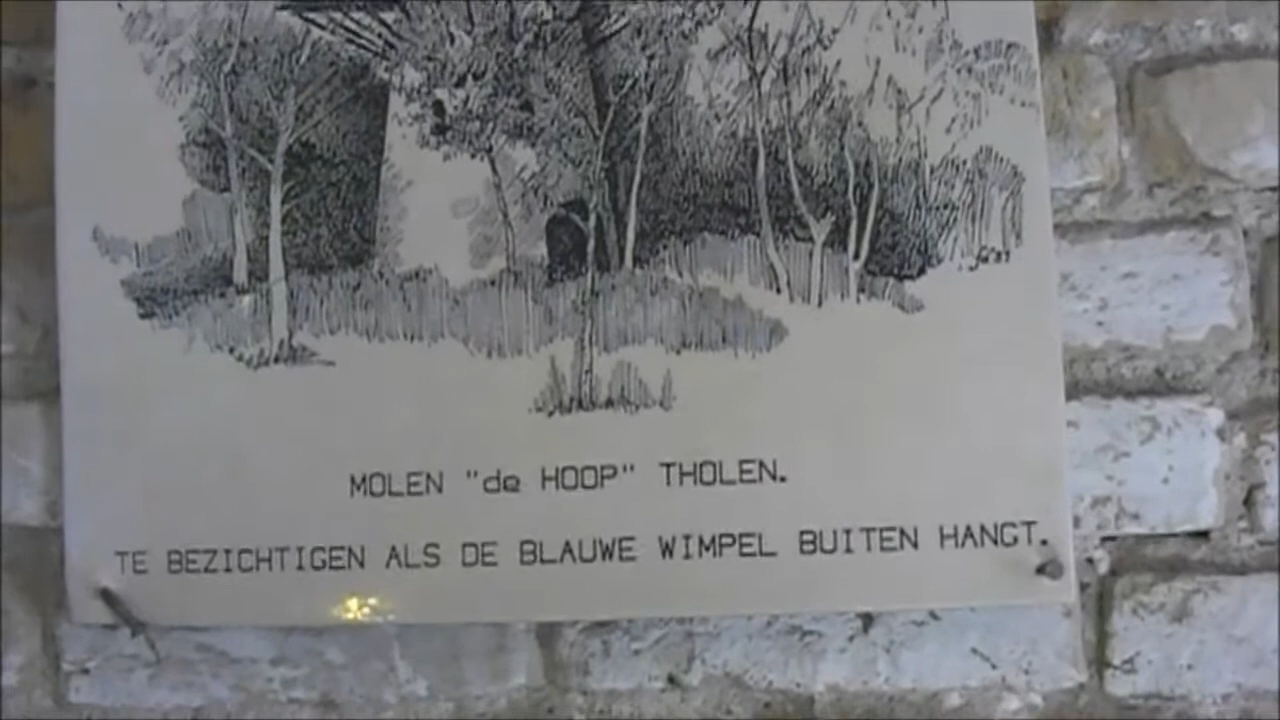 MOLEN "de HOOP" THOLEN.
TE BEZICHTIGEN ALS DE BLAUWE WIMPEL BUITEN HANGT.